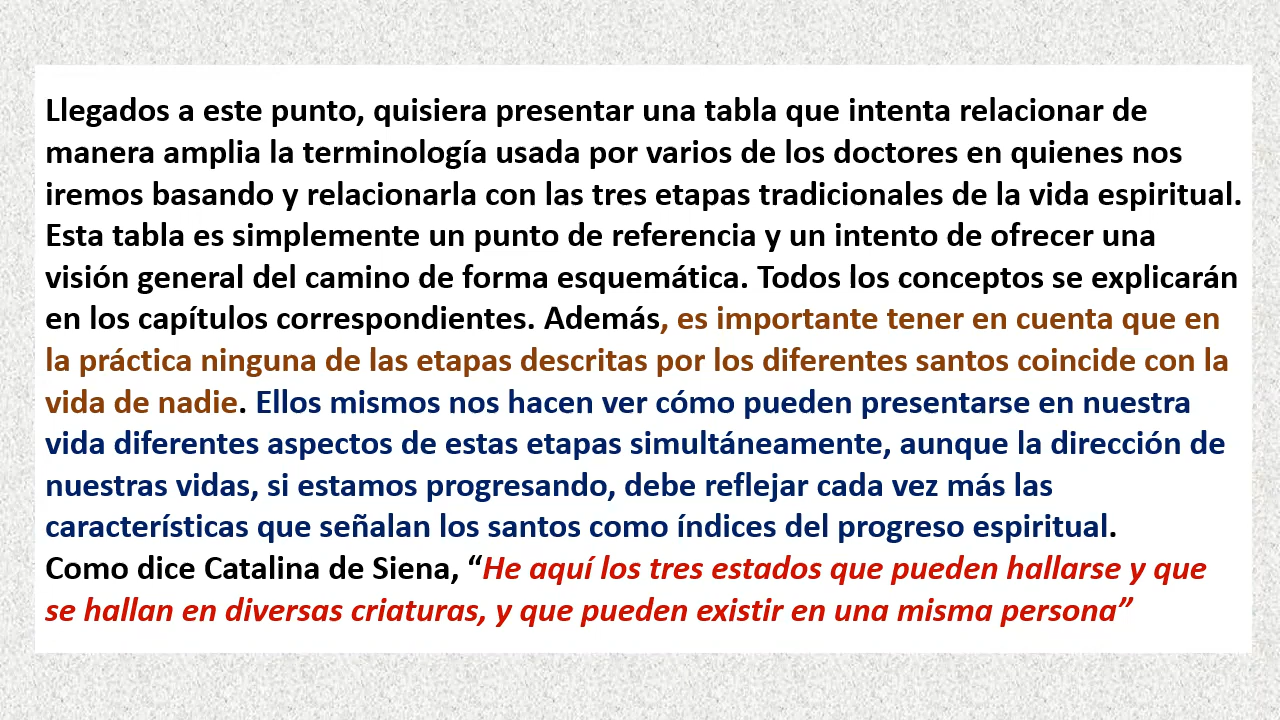 Llegados a este punto, quisiera presentar una tabla que intenta relacionar de
manera amplia la terminología usada por varios de los doctores en quienes nos
iremos basando y relacionarla con las tres etapas tradicionales de la vida espiritual.
Esta tabla es simplemente un punto de referencia y un intento de ofrecer una
visión general del camino de forma esquemática. Todos los conceptos se explicarán
en los capítulos correspondientes. Además, es importante tener en cuenta que en
la práctica ninguna de las etapas descritas por los diferentes santos coincide con la
vida de nadie. Ellos mismos nos hacen ver cómo pueden presentarse en nuestra
vida diferentes aspectos de estas etapas simultáneamente, aunque la dirección de
nuestras vidas, si estamos progresando, debe reflejar cada vez más las
características que señalan los santos como índices del progreso espiritual.
Como dice Catalina de Siena, “He aquí los tres estados que pueden hallarse y que
se hallan en diversas criaturas, y que pueden existir en una misma persona”